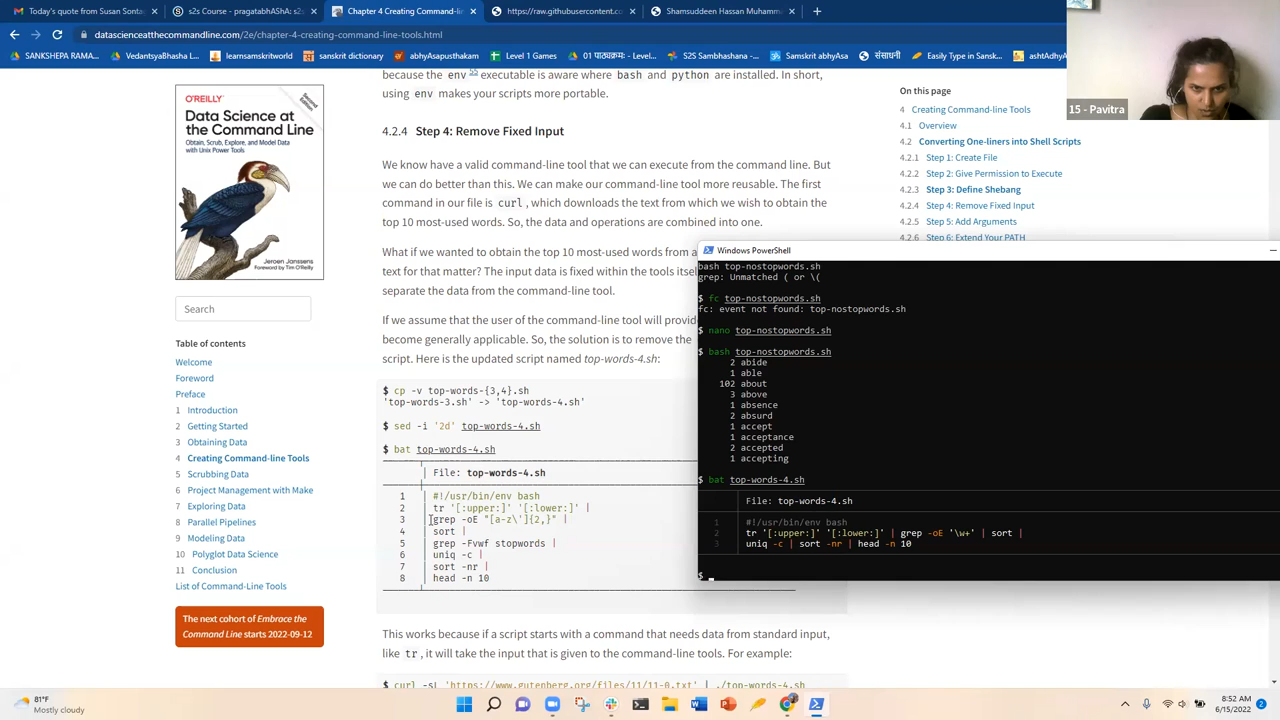 Today's quote from Susan Santo
s2s Course - PRAVESHA: S2S
Chapter 4 Creating Command-lin
https://raw.githubusercontent.co
Shamsuddeen Hassan Muhamm
datascienceatthecommandline.com/2e/chapter-4-creating-command-line-tools.html
SANKSHEPA RAMA...
VedantsyaBhasha L...
learnsamskritworld
sanskrit dictionary
abhyAsapusthakam
Level 1 Games
01 पाठ्यक्रमः
S2S Sambhashana -...
Samskrit abyAsa
संसाधनी
Easily Type in Sansk...
ashtAdhyA
15 - Pavitra
because the env 55 executable is aware where bash and python are installed. In short,
using env makes your scripts more portable.
4.2.4 Step 4: Remove Fixed Input
We know have a valid command-line tool that we can execute from the command line. But
we can do better than this. We can make our command-line tool more reusable. The first
command in our file is curl , which downloads the text from which we wish to obtain the
top 10 most-used words. So, the data and operations are combined into one.
What if we wanted to obtain the top 10 most-used words from a
text for that matter? The input data is fixed within the tools itsel
separate the data from the command-line tool.
If we assume that the user of the command-line tool will provid
become generally applicable. So, the solution is to remove the
script. Here is the updated script named top-words-4.sh:
$ cp -v top-words-{3,4}.sh
'top-words-3.sh' -> 'top-words-4.sh'
$ sed -i '2d' top-words-4.sh
$ bat top-words-4.sh
File: top-words-4.sh
1 #!/usr/bin/env bash
2 tr '[:upper:]' '[:lower:]' |
3 grep -oE "[a-z\']{2,}" |
4 sort |
5 grep -Fvwf stopwords |
6 uniq -c |
7 sort -nr |
8 head -n 10
This works because if a script starts with a command that needs data from standard input,
like tr , it will take the input that is given to the command-line tools. For example:
$ curl -sL 'https://www.gutenberg.org/files/11/11-0.txt' | ./top-words-4.sh
O'REILLY
Second Edition
Data Science at the Command Line
Obtain, Scrub, Explore, and Model Data
with Unix Power Tools
Jeroen Janssens
Foreword by Tim O'Reilly
Search
Table of contents
Welcome
Foreword
Preface
1 Introduction
2 Getting Started
3 Obtaining Data
4 Creating Command-line Tools
5 Scrubbing Data
6 Project Management with Make
7 Exploring Data
8 Parallel Pipelines
9 Modeling Data
10 Polyglot Data Science
11 Conclusion
List of Command-Line Tools
The next cohort of Embrace the
Command Line starts 2022-09-12
On this page
4 Creating Command-line Tools
4.1 Overview
4.2 Converting One-liners into Shell Scripts
4.2.1 Step 1: Create File
4.2.2 Step 2: Give Permission to Execute
4.2.3 Step 3: Define Shebang
4.2.4 Step 4: Remove Fixed Input
4.2.5 Step 5: Add Arguments
4.2.6 Step 6: Extend Your PATH
Windows PowerShell
bash top-nostopwords.sh
grep: Unmatched ( or \(
$ fc top-nostopwords.sh
fc: event not found: top-nostopwords.sh
$ nano top-nostopwords.sh
$ bash top-nostopwords.sh
2 abide
1 able
102 about
3 above
1 absence
2 absurd
1 accept
1 acceptance
2 accepted
1 accepting
$ bat top-words-4.sh
File: top-words-4.sh
1 #!/usr/bin/env bash
2 tr '[:upper:]' '[:lower:]' | grep -oE '\w+' | sort |
3 uniq -c | sort -nr | head -n 10
$
81°F
Mostly cloudy
8:52 AM
6/15/2022
2